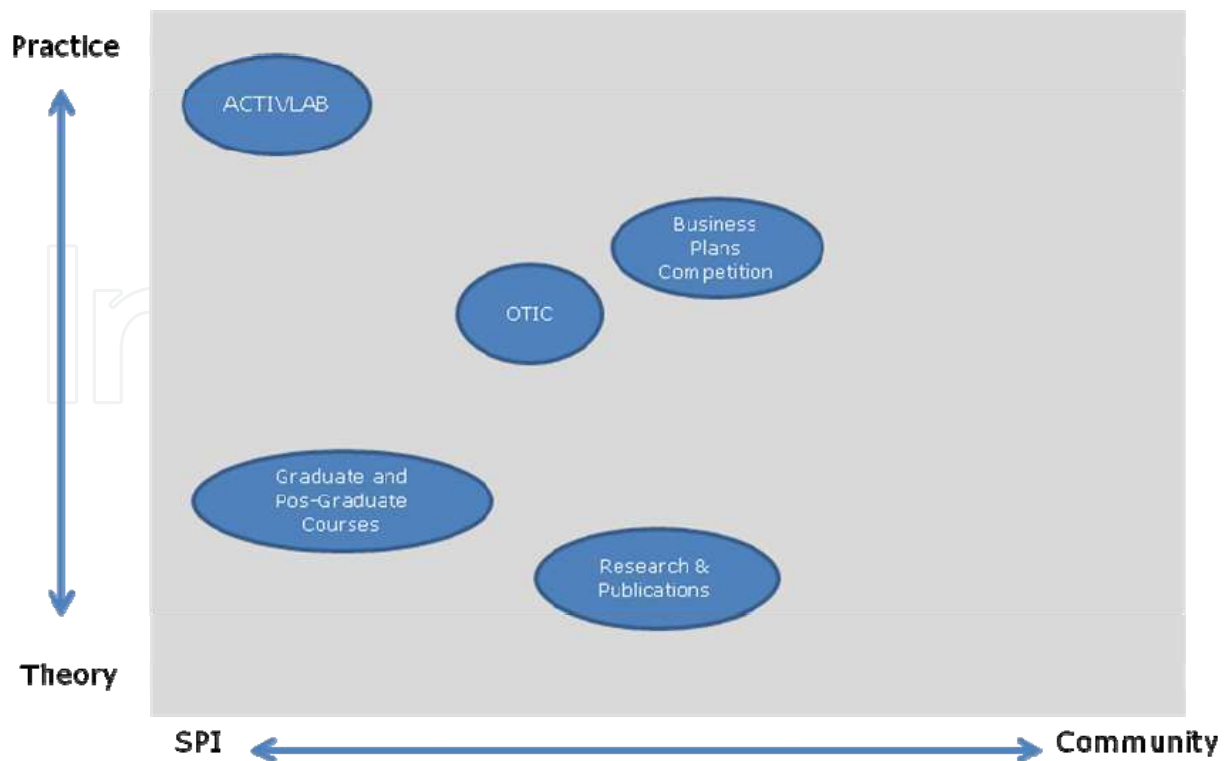 Practice
ACTIVLAB
Business
Plans
Competition
OTIC
Graduate and
Pos-Graduate
Courses
Research &
Publications
Theory
SPI
Community